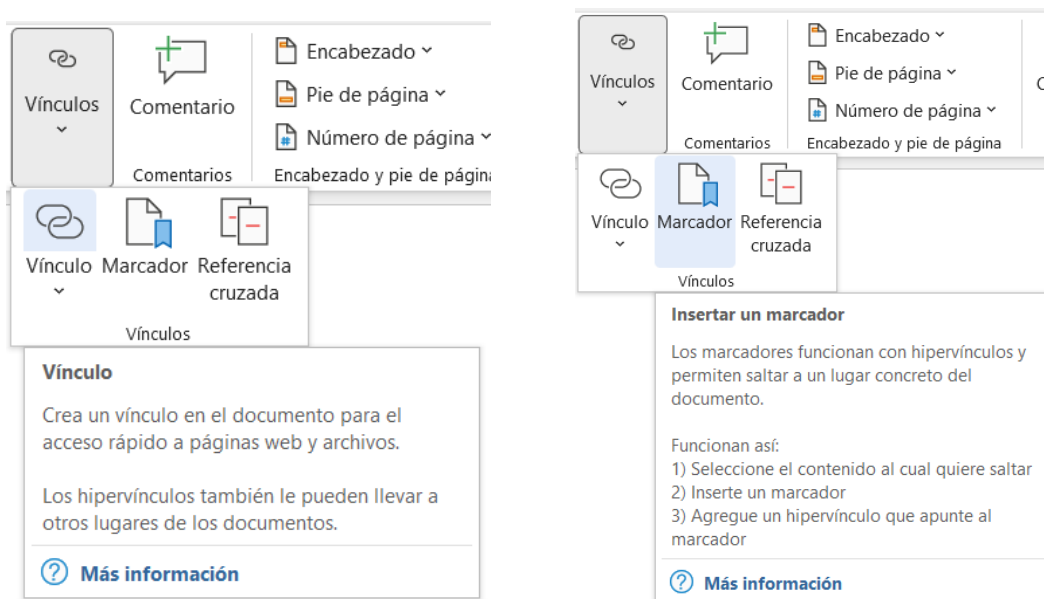 Vínculos
Comentario
Encabezado
Pie de página
Número de página
Comentarios
Encabezado y pie de págin
Vínculo
Marcador
Referencia
cruzada
Vínculos
Vínculo
Crea un vínculo en el documento para el
acceso rápido a páginas web y archivos.
Los hipervínculos también le pueden llevar a
otros lugares de los documentos.
Más información
Vínculos
Comentario
Encabezado
Pie de página
Número de página
Comentarios
Encabezado y pie de página
Vínculo
Marcador
Referencia
cruzada
Vínculos
Insertar un marcador
Los marcadores funcionan con hipervínculos y
permiten saltar a un lugar concreto del
documento.
Funcionan así:
1) Seleccione el contenido al cual quiere saltar
2) Inserte un marcador
3) Agregue un hipervínculo que apunte al
marcador
Más información